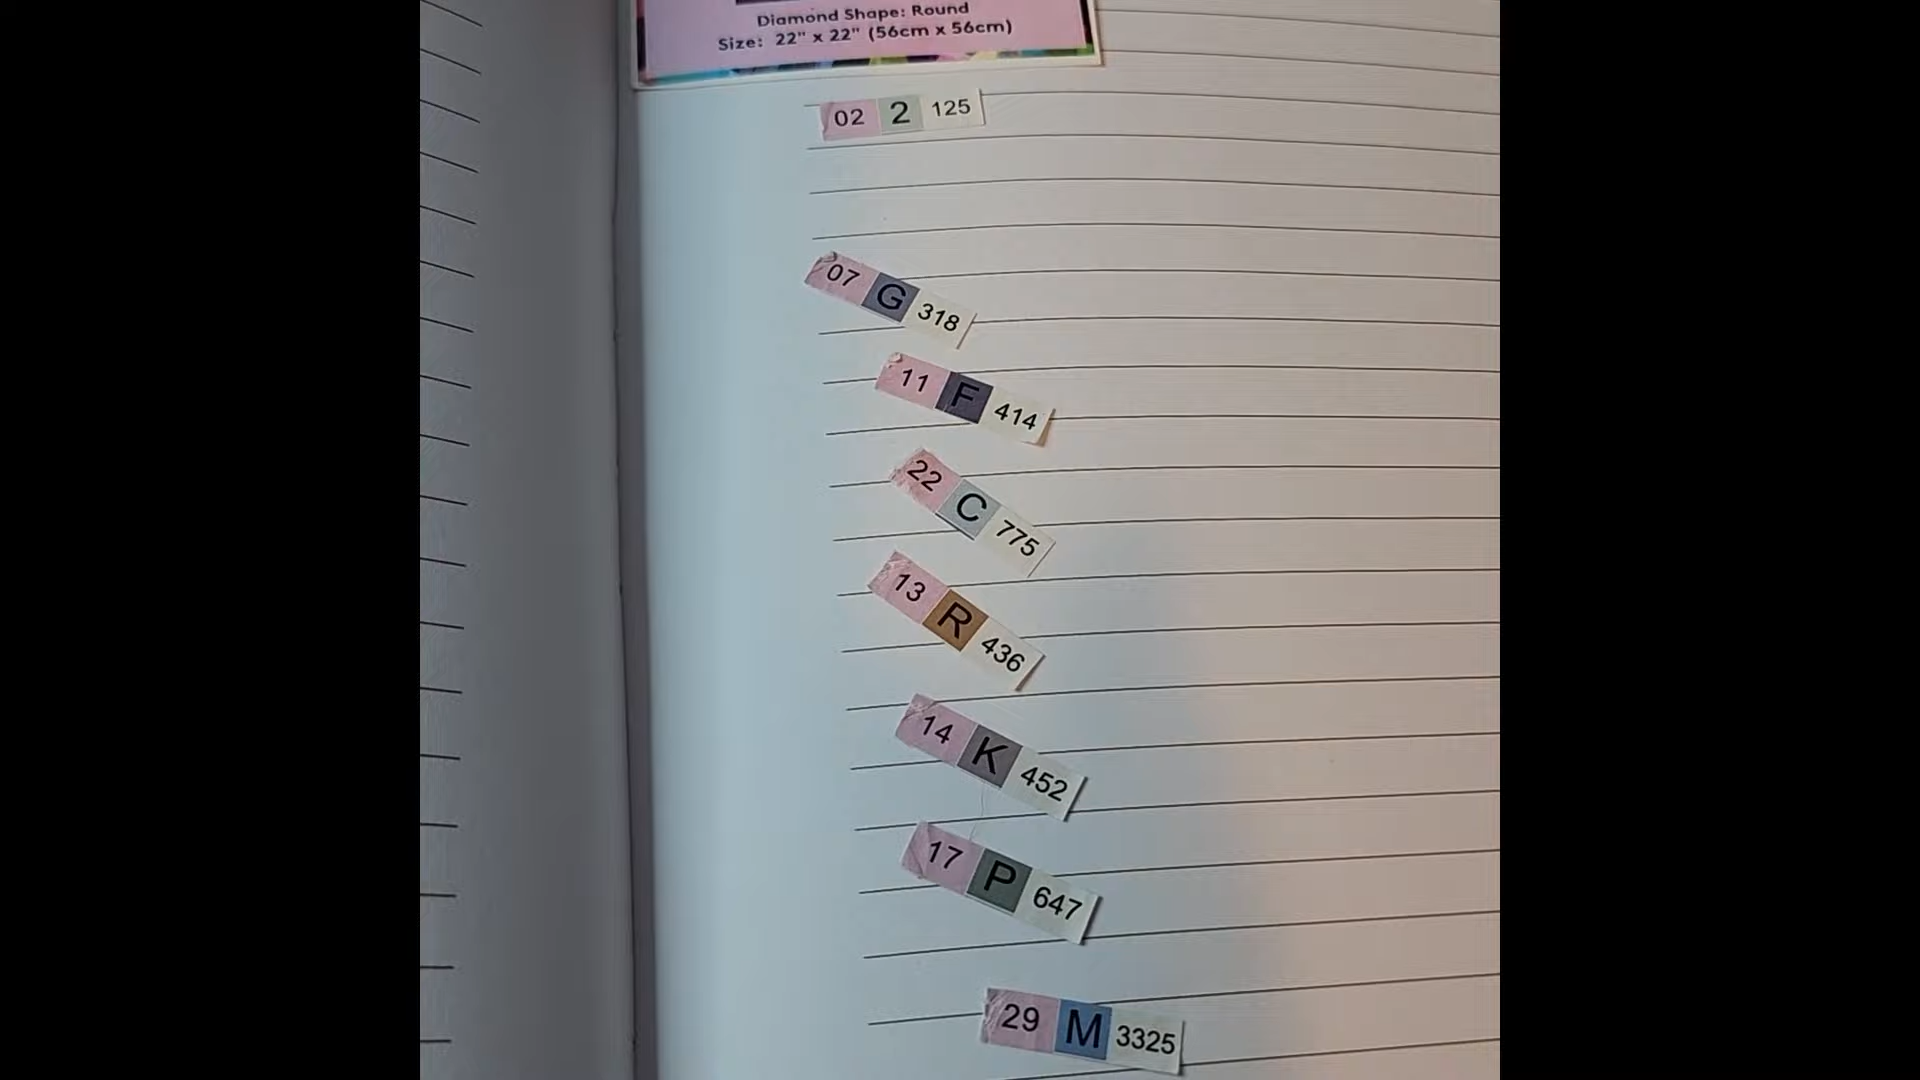 Diamond Shape: Round
Size: 22" x 22" (56cm x 56cm)
02 2 125
07 G 318
11 F 414
22 C 775
13 R 436
14 K 452
17 P 647
29 M 3325